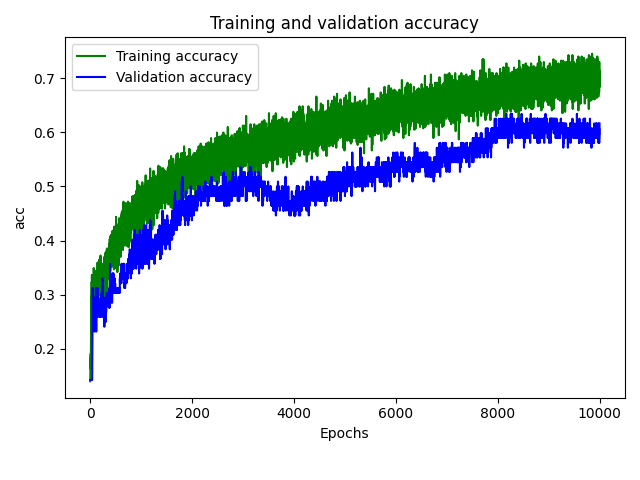 Training and validation accuracy
Training accuracy
Validation accuracy
0.7
0.6
0.5
0.4
0.3
0.2
acc
0 2000 4000 6000 8000 10000
Epochs